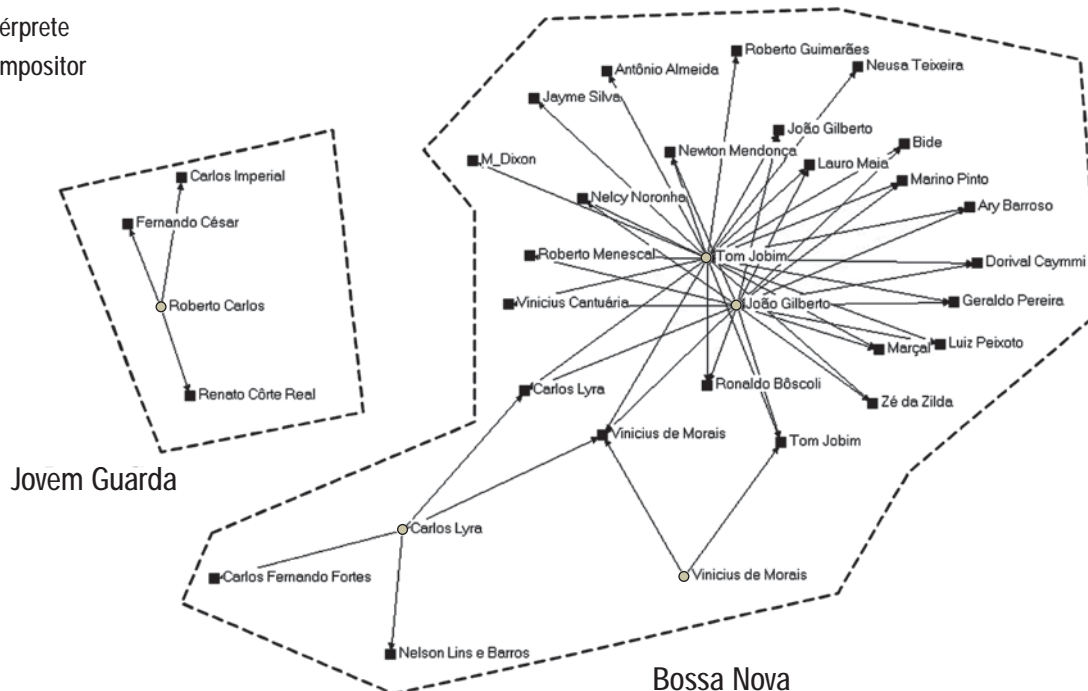 érprete
mpositor
Roberto Guimarães
Neusa Teixeira
Antônio Almeida
Jayme Silva
João Gilberto
Bide
Newton Mendonça
Lauro Maia
M_Dixon
Marino Pinto
Carlos Imperial
Nelcy Noronha
Ary Barroso
Fernando César
Roberto Menescal
Tom Jobim
Dorival Caymmi
Roberto Carlos
Vinicius Cantuária
João Gilberto
Geraldo Pereira
Marçal
Luiz Peixoto
Renato Côrte Real
Carlos Lyra
Ronaldo Bôscoli
Zé da Zilda
Vinicius de Morais
Tom Jobim
Jovem Guarda
Carlos Lyra
Carlos Fernando Fortes
Vinicius de Morais
Nelson Lins e Barros
Bossa Nova